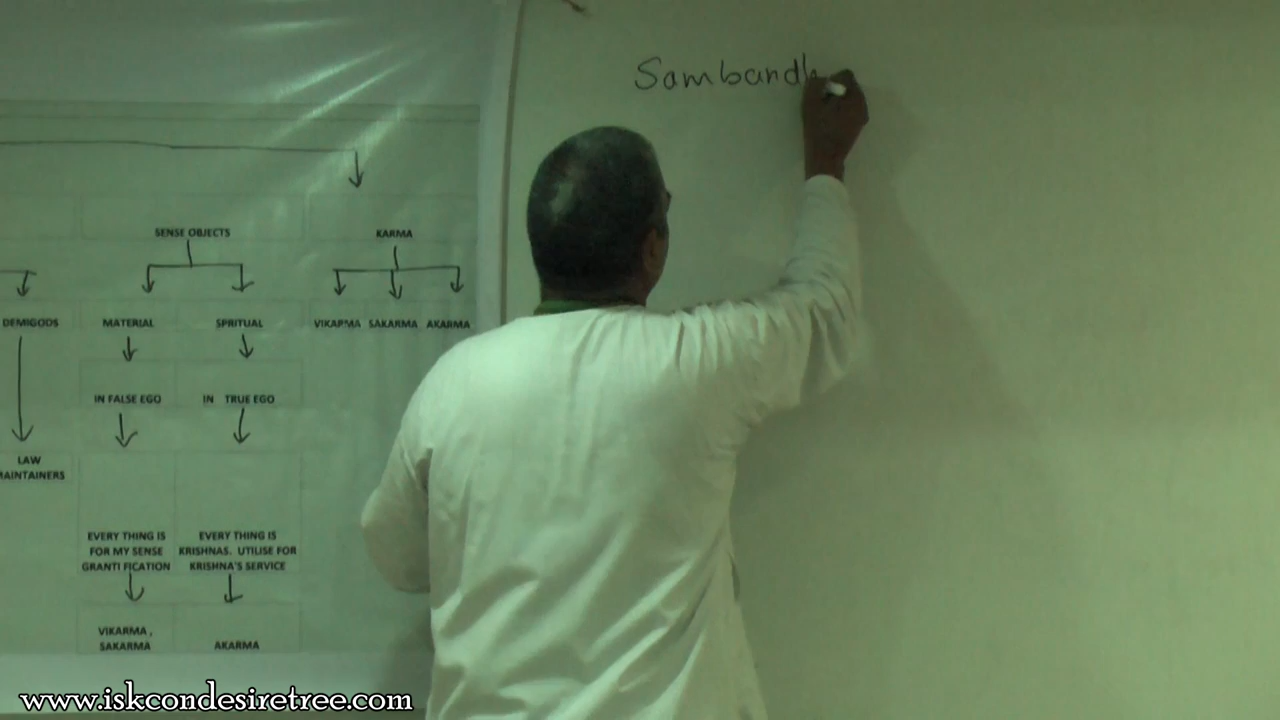 Sambandh
SENSE OBJECTS
KARMA
DEMIGODS
MATERIAL
SPRITUAL
VIKARMA
SAKARMA
AKARMA
IN FALSE EGO
IN TRUE EGO
LAW
MAINTAINERS
EVERY THING IS
FOR MY SENSE
GRANTI FICATION
EVERY THING IS
KRISHNAS. UTILISE FOR
KRISHNA'S SERVICE
VIKARMA ,
SAKARMA
AKARMA
www.iskcondesiretree.com